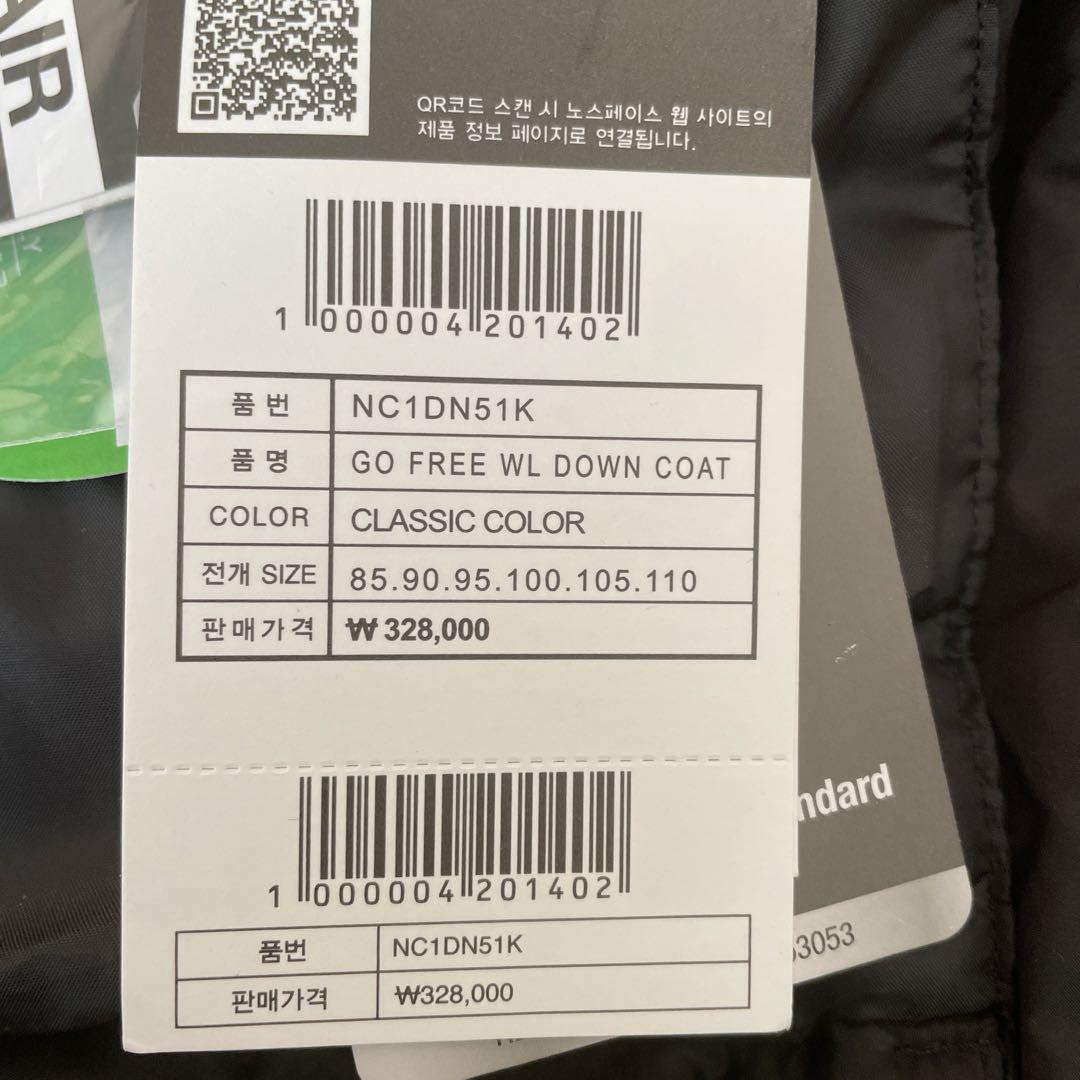 AIR
QR코드 스캔 시 노스페이스 웹 사이트의
제품 정보 페이지로 연결됩니다.
1 000004 201402
품 번 NC1DN51K
품 명 GO FREE WL DOWN COAT
COLOR CLASSIC COLOR
전개 SIZE 85.90.95.100.105.110
판매가격 ₩ 328,000
ndard
1 000004 201402
품번 NC1DN51K
판매가격 ₩328,000
3053